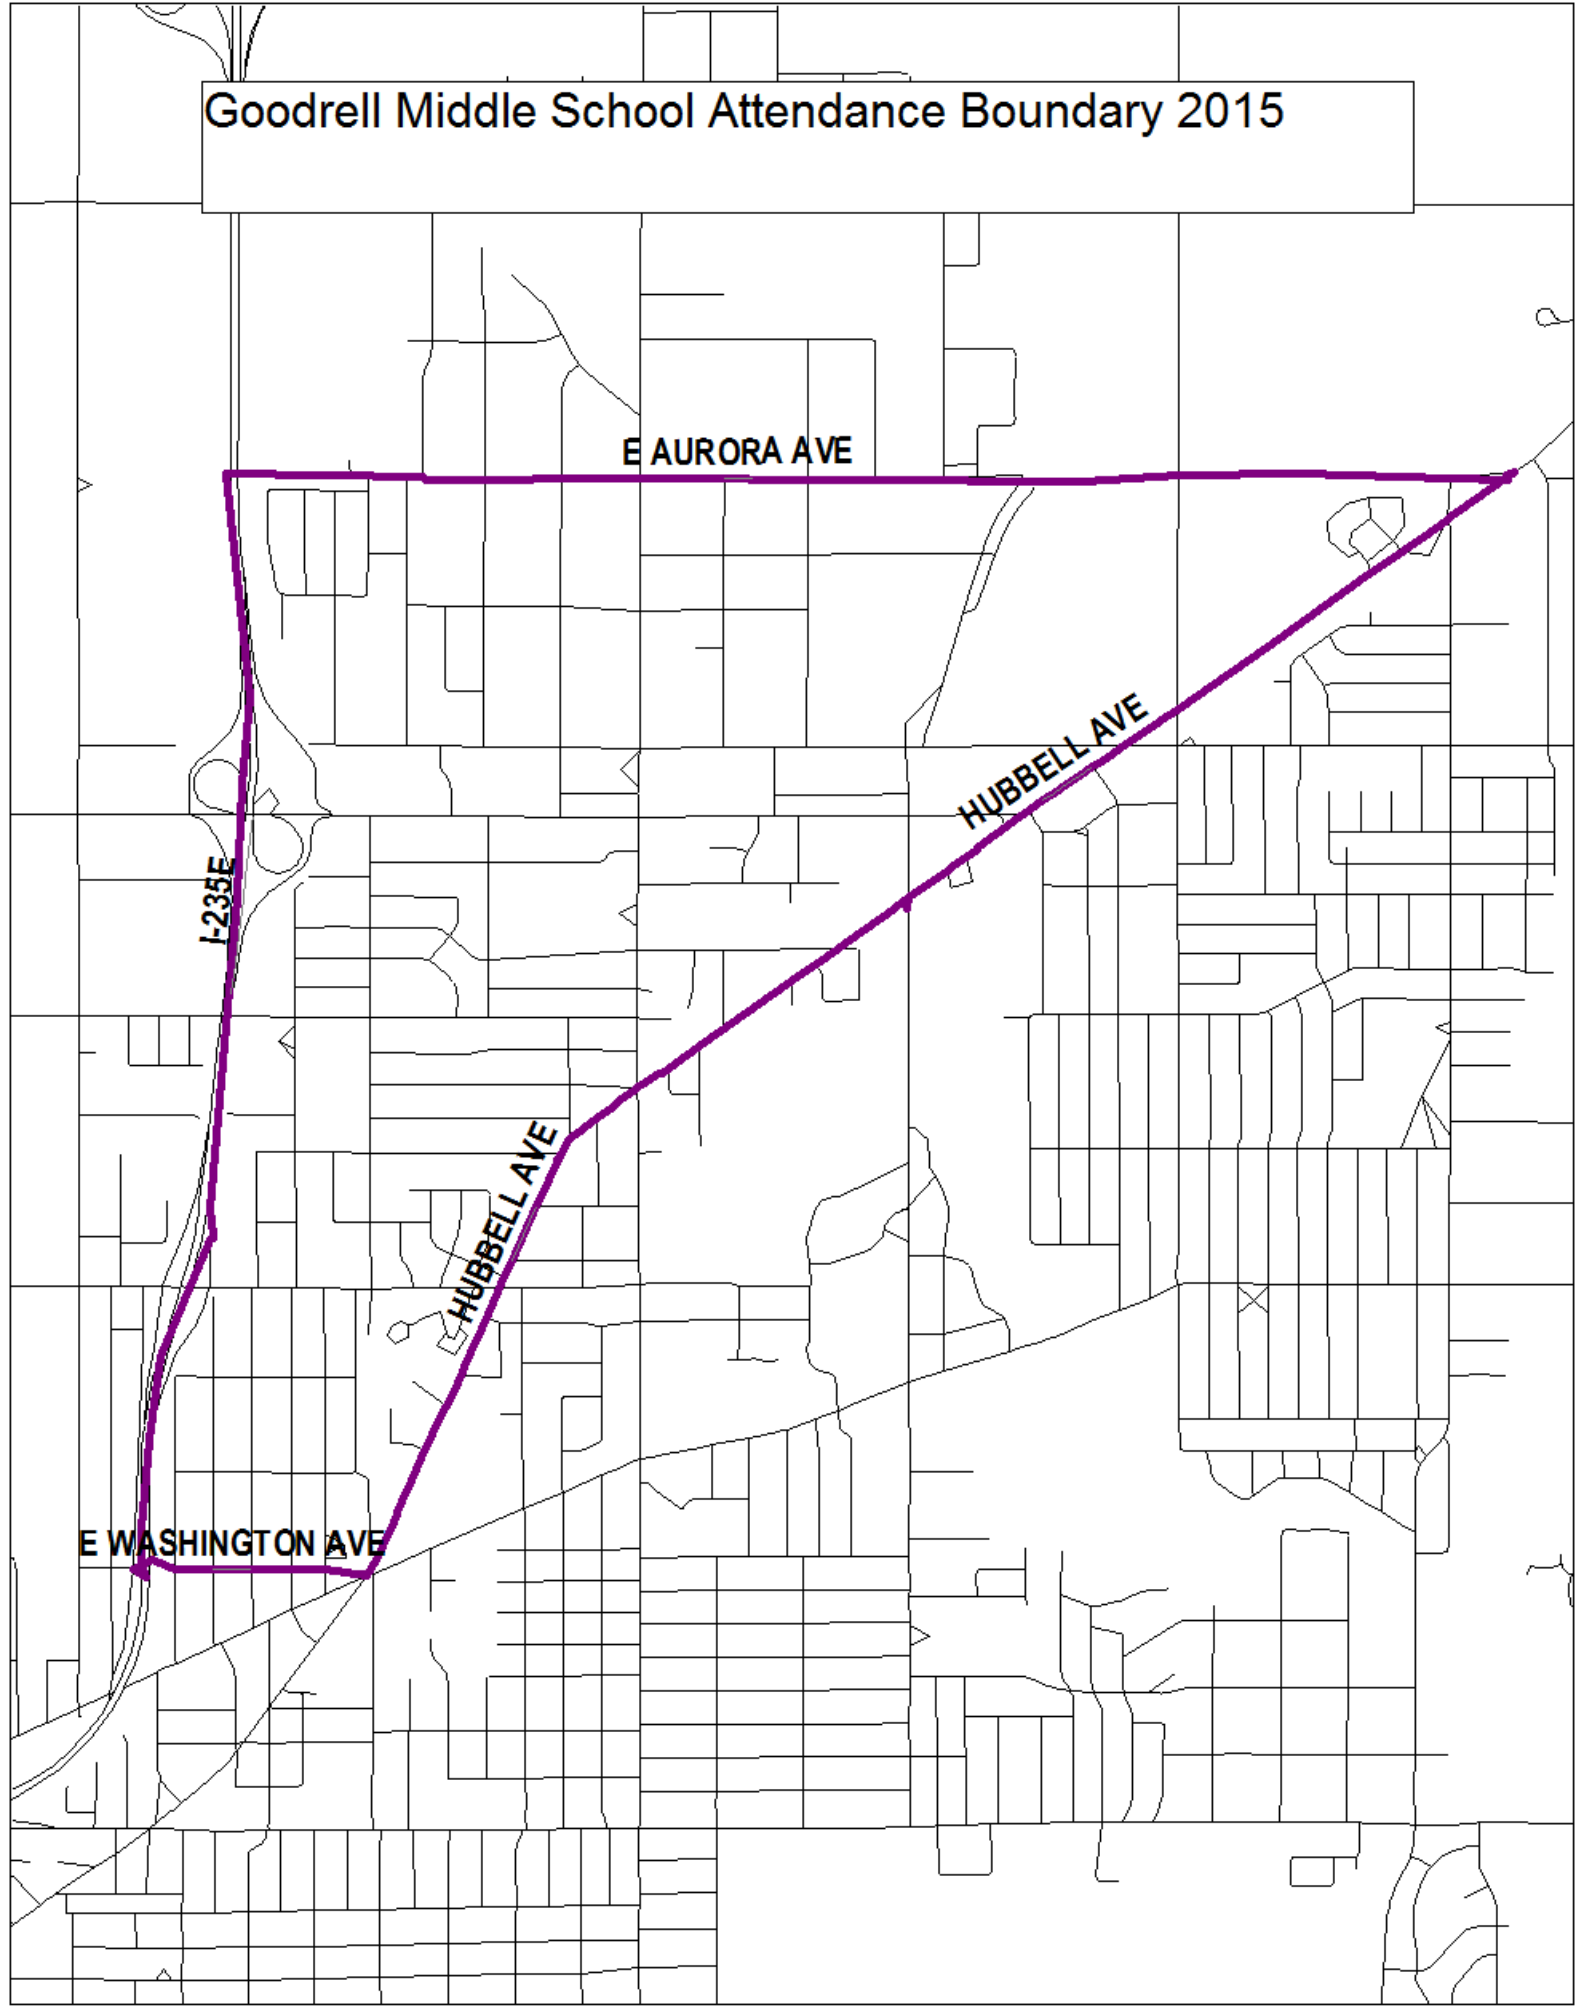 Goodrell Middle School Attendance Boundary 2015
E AURORA AVE
HUBBELL AVE
I-235E
HUBBELL AVE
E WASHINGTON AVE